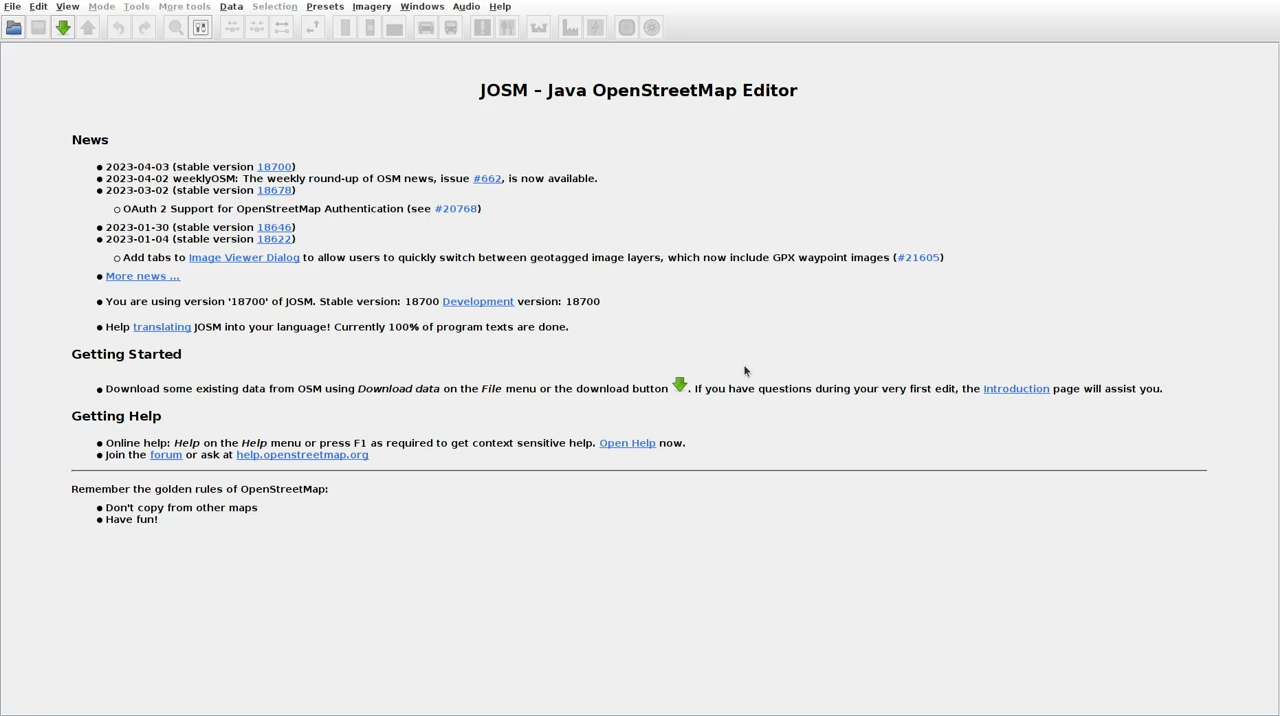 File Edit View Mode Tools More tools Data Selection Presets Imagery Windows Audio Help
JOSM – Java OpenStreetMap Editor
News
2023-04-03 (stable version 18700)
2023-04-02 weeklyOSM: The weekly round-up of OSM news, issue #662, is now available.
2023-03-02 (stable version 18678)
OAuth 2 Support for OpenStreetMap Authentication (see #20768)
2023-01-30 (stable version 18646)
2023-01-04 (stable version 18622)
Add tabs to Image Viewer Dialog to allow users to quickly switch between geotagged image layers, which now include GPX waypoint images (#21605)
More news ...
You are using version '18700' of JOSM. Stable version: 18700 Development version: 18700
Help translating JOSM into your language! Currently 100% of program texts are done.
Getting Started
Download some existing data from OSM using Download data on the File menu or the download button . If you have questions during your very first edit, the Introduction page will assist you.
Getting Help
Online help: Help on the Help menu or press F1 as required to get context sensitive help. Open Help now.
Join the forum or ask at help.openstreetmap.org
Remember the golden rules of OpenStreetMap:
Don't copy from other maps
Have fun!